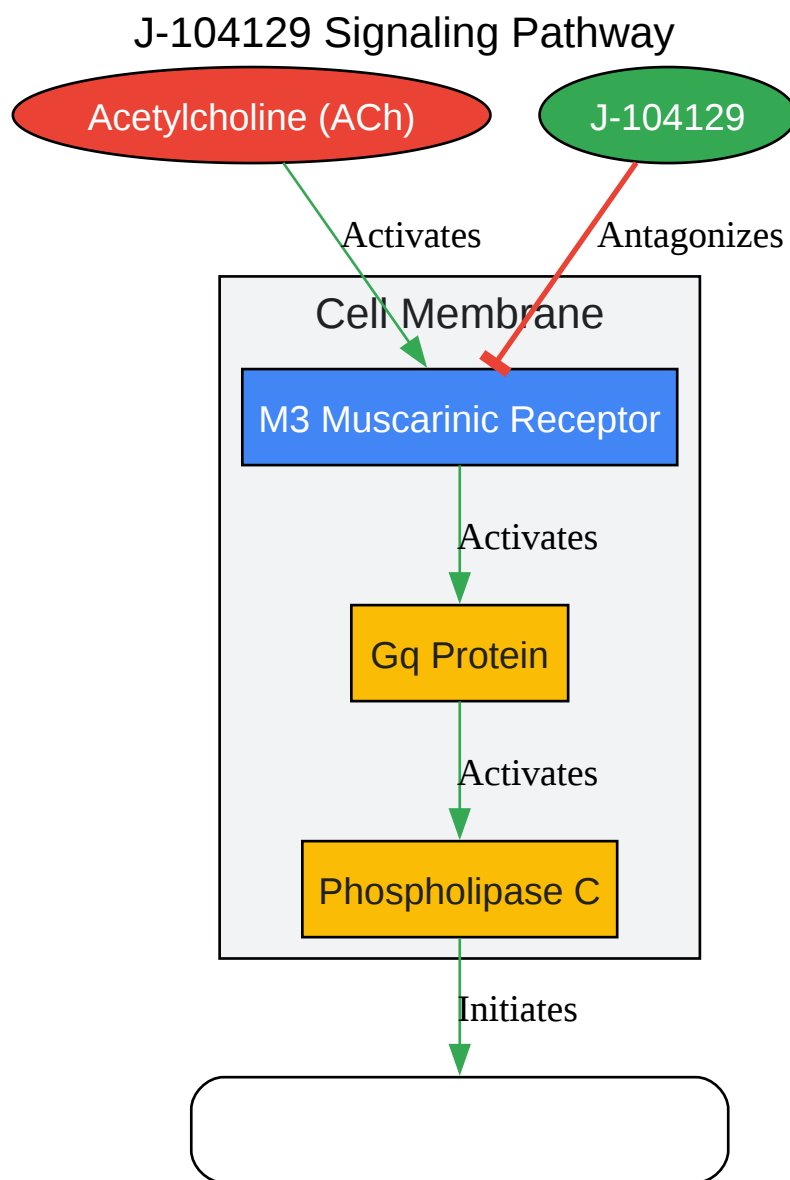 J-104129 Signaling Pathway
Acetylcholine (ACh)
J-104129
Activates
Antagonizes
Cell Membrane
M3 Muscarinic Receptor
Activates
Gq Protein
Activates
Phospholipase C
Initiates